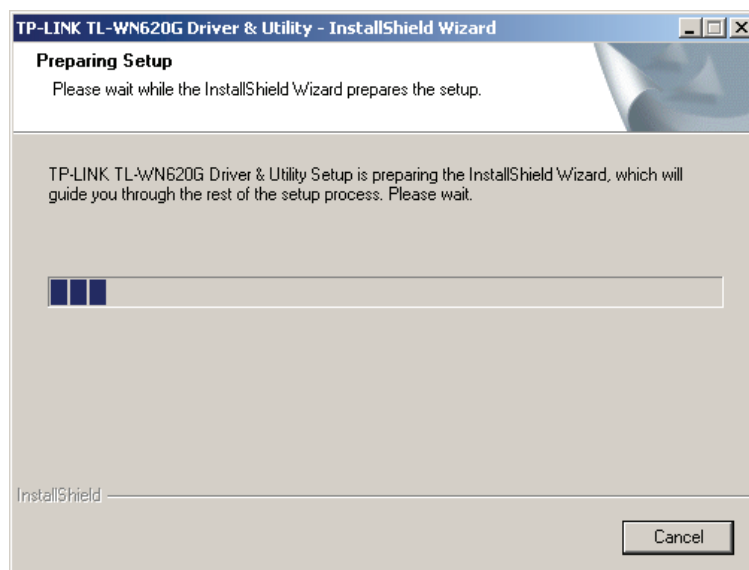 TP-LINK TL-WN620G Driver & Utility - InstallShield Wizard
Preparing Setup
Please wait while the InstallShield Wizard prepares the setup.
TP-LINK TL-WN620G Driver & Utility Setup is preparing the InstallShield Wizard, which will
guide you through the rest of the setup process. Please wait.
InstallShield
Cancel